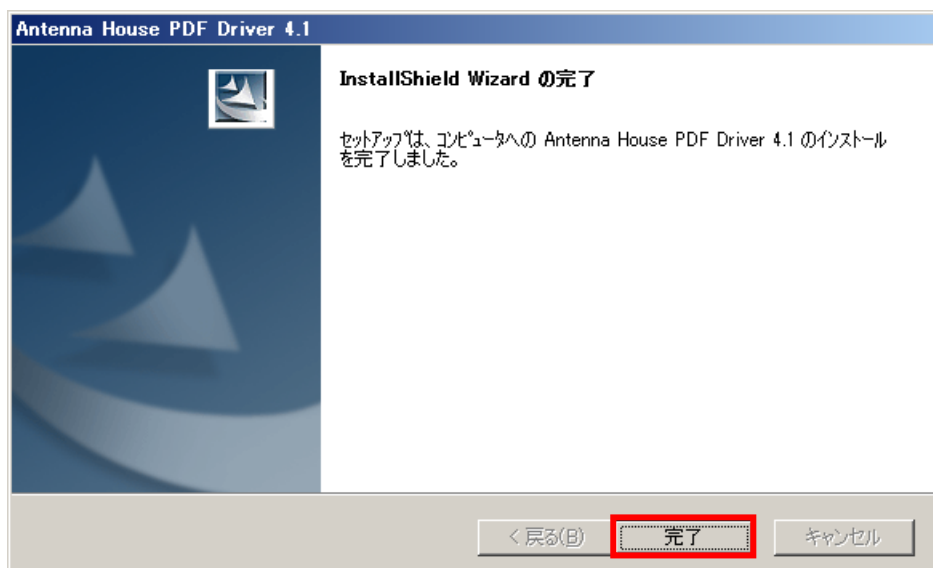 Antenna House PDF Driver 4.1
InstallShield Wizard の完了
セットアップは、コンピュータへの Antenna House PDF Driver 4.1 のインストール
を完了しました。
< 戻る(B)
完了
キャンセル